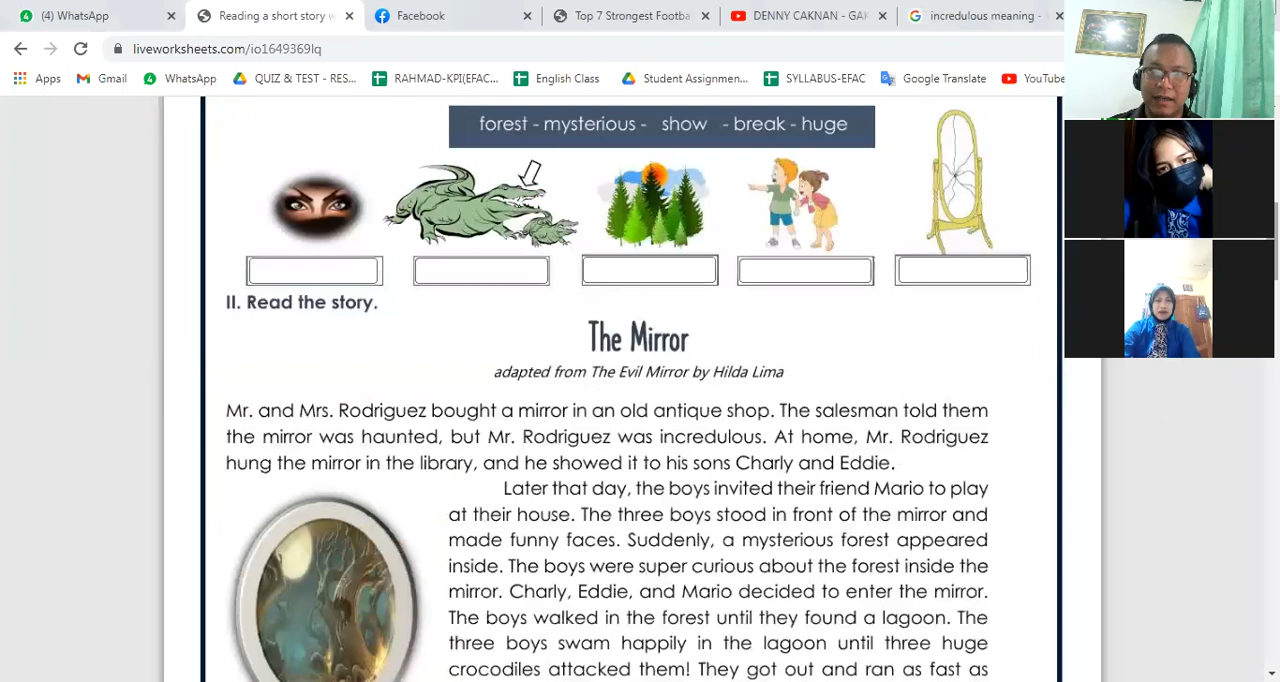 (4) WhatsApp
Reading a short story w
Facebook
Top 7 Strongest Footba
DENNY CAKNAN - GA
incredulous meaning -
liveworksheets.com/io1649369lq
Apps Gmail WhatsApp QUIZ & TEST - RES... RAHMAD-KPI(EFAC... English Class Student Assignmen... SYLLABUS-EFAC Google Translate YouTube
forest - mysterious - show - break - huge
II. Read the story.
The Mirror
adapted from The Evil Mirror by Hilda Lima
Mr. and Mrs. Rodriguez bought a mirror in an old antique shop. The salesman told them
the mirror was haunted, but Mr. Rodriguez was incredulous. At home, Mr. Rodriguez
hung the mirror in the library, and he showed it to his sons Charly and Eddie.
Later that day, the boys invited their friend Mario to play
at their house. The three boys stood in front of the mirror and
made funny faces. Suddenly, a mysterious forest appeared
inside. The boys were super curious about the forest inside the
mirror. Charly, Eddie, and Mario decided to enter the mirror.
The boys walked in the forest until they found a lagoon. The
three boys swam happily in the lagoon until three huge
crocodiles attacked them! They got out and ran as fast as